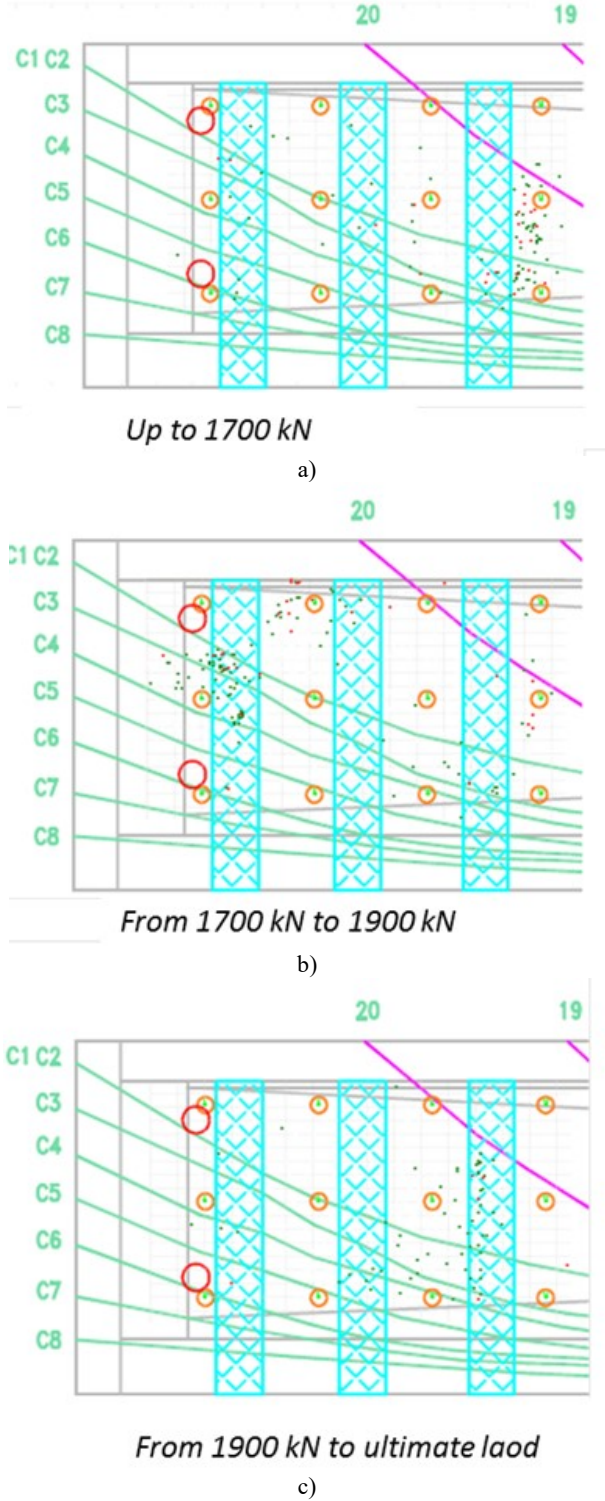 20 19
C1 C2
C3
C4
C5
C6
C7
C8
Up to 1700 kN
a)
20 19
C1 C2
C3
C4
C5
C6
C7
C8
From 1700 kN to 1900 kN
b)
20 19
C1 C2
C3
C4
C5
C6
C7
C8
From 1900 kN to ultimate laod
c)